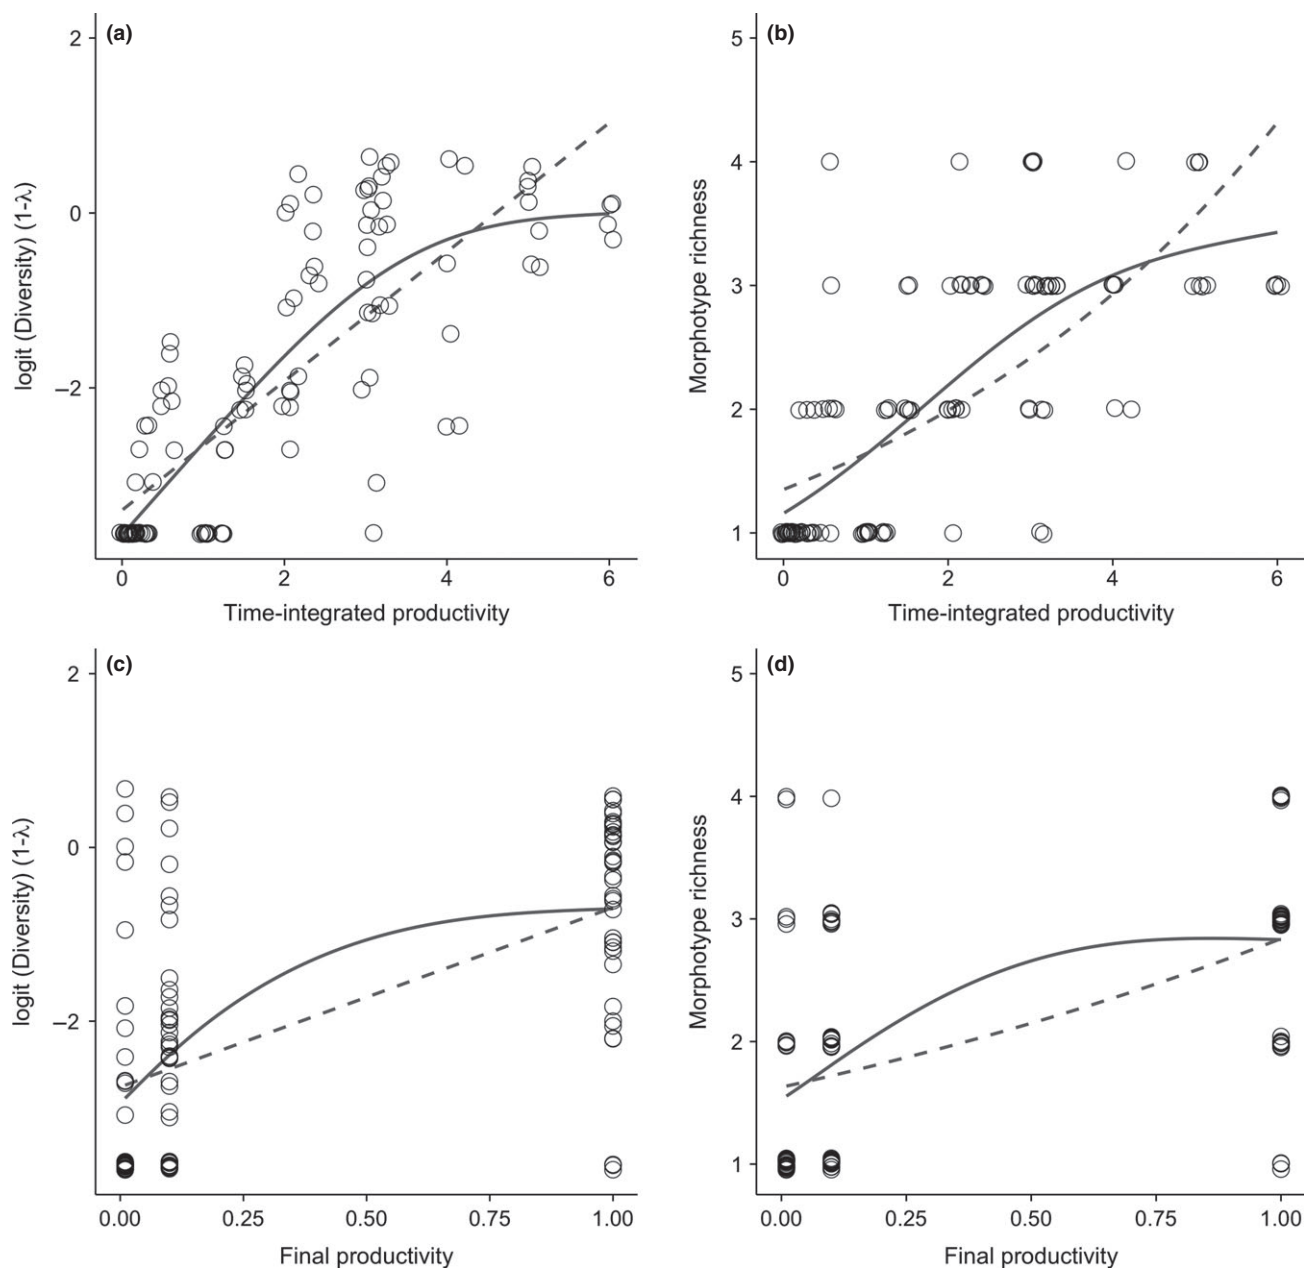 (a)
2
0
−2
logit (Diversity) (1-λ)
0 2 4 6
Time-integrated productivity
(b)
5
4
3
2
1
Morphotype richness
0 2 4 6
Time-integrated productivity
(c)
2
0
−2
logit (Diversity) (1-λ)
0.00 0.25 0.50 0.75 1.00
Final productivity
(d)
5
4
3
2
1
Morphotype richness
0.00 0.25 0.50 0.75 1.00
Final productivity